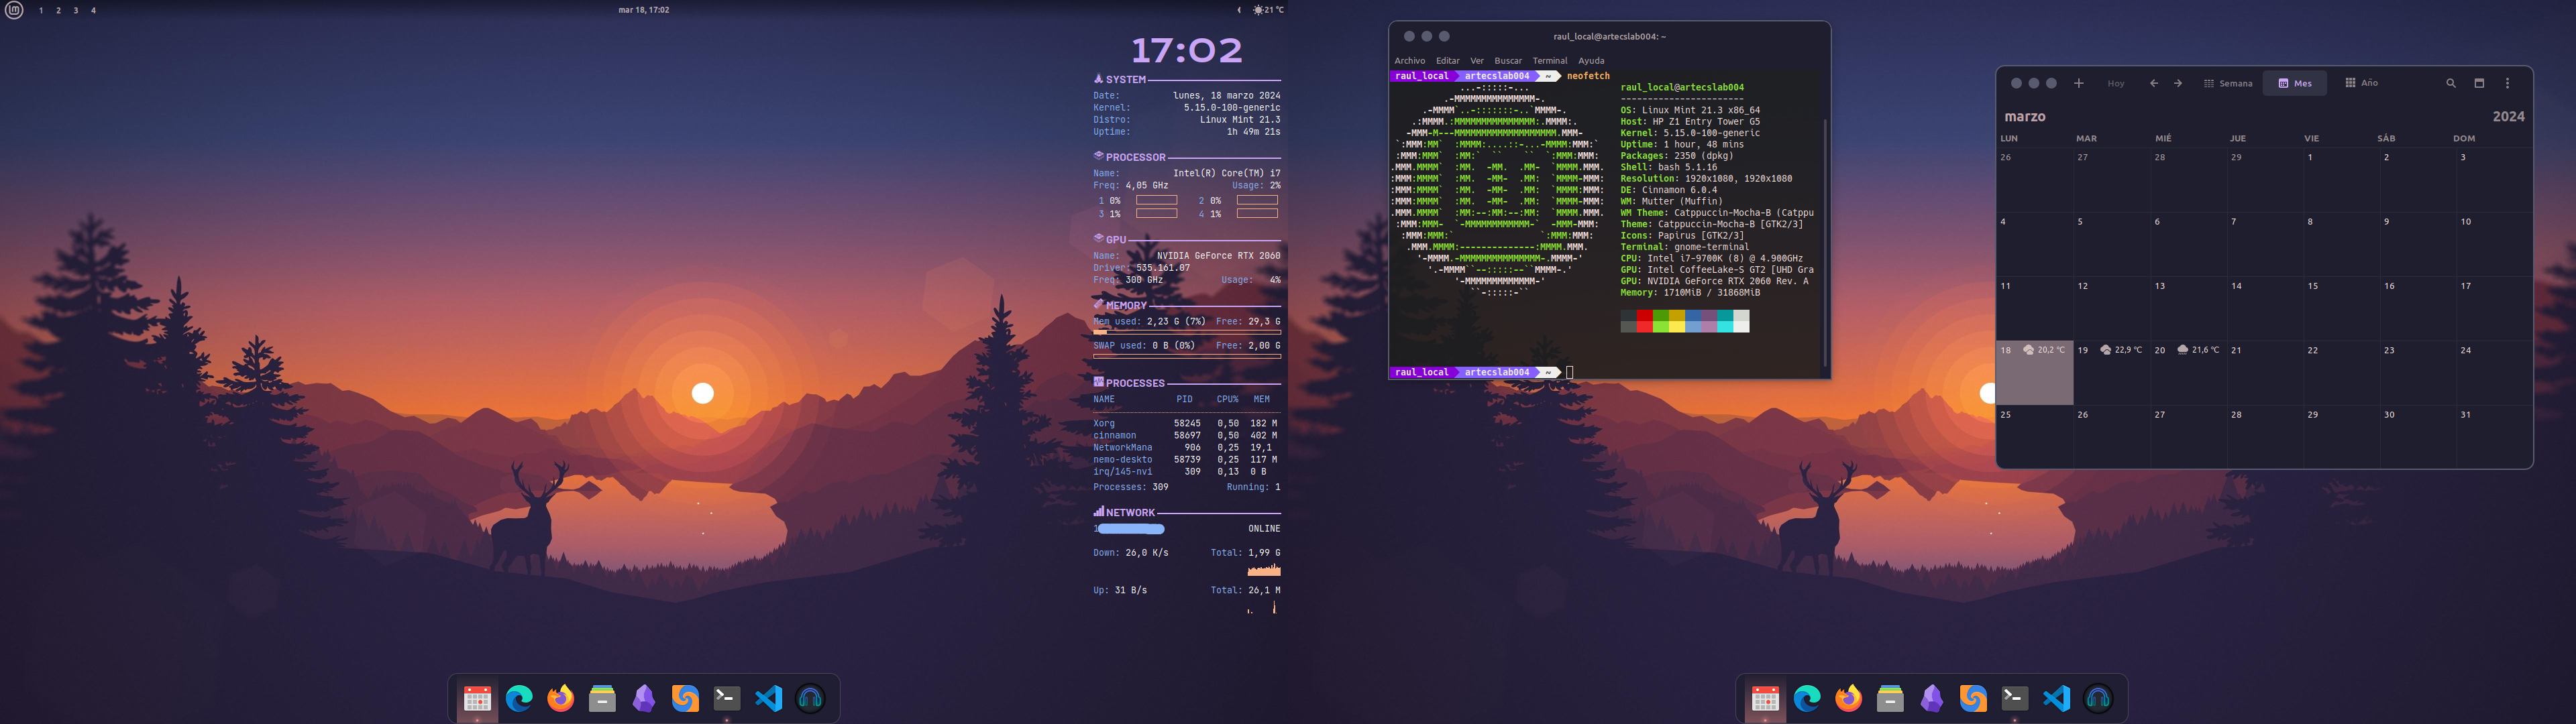 1 2 3 4
mar 18, 17:02
21 °C
17:02
SYSTEM
Date: lunes, 18 marzo 2024
Kernel: 5.15.0-100-generic
Distro: Linux Mint 21.3
Uptime: 1h 49m 21s
PROCESSOR
Name: Intel(R) Core(TM) i7
Freq: 4,05 GHz Usage: 2%
1 0% 2 0%
3 1% 4 1%
GPU
Name: NVIDIA GeForce RTX 2060
Driver: 535.161.07
Freq: 300 GHz Usage: 4%
MEMORY
Mem used: 2,23 G (7%) Free: 29,3 G
SWAP used: 0 B (0%) Free: 2,00 G
PROCESSES
NAME PID CPU% MEM
Xorg 58245 0,50 182 M
cinnamon 58697 0,50 402 M
NetworkMana 906 0,25 19,1
nemo-deskto 58739 0,25 117 M
irq/145-nvi 309 0,13 0 B
Processes: 309 Running: 1
NETWORK
ONLINE
Down: 26,0 K/s Total: 1,99 G
Up: 31 B/s Total: 26,1 M
raul_local@artecslab004: ~
Archivo Editar Ver Buscar Terminal Ayuda
raul_local artecslab004 ~ neofetch
raul_local@artecslab004
-----------------------
OS: Linux Mint 21.3 x86_64
Host: HP Z1 Entry Tower G5
Kernel: 5.15.0-100-generic
Uptime: 1 hour, 48 mins
Packages: 2350 (dpkg)
Shell: bash 5.1.16
Resolution: 1920x1080, 1920x1080
DE: Cinnamon 6.0.4
WM: Mutter (Muffin)
WM Theme: Catppuccin-Mocha-B (Catppu
Theme: Catppuccin-Mocha-B [GTK2/3]
Icons: Papirus [GTK2/3]
Terminal: gnome-terminal
CPU: Intel i7-9700K (8) @ 4.900GHz
GPU: Intel CoffeeLake-S GT2 [UHD Gra
GPU: NVIDIA GeForce RTX 2060 Rev. A
Memory: 1710MiB / 31868MiB
raul_local artecslab004 ~
Hoy Semana Mes Año
marzo 2024
LUN MAR MIÉ JUE VIE SÁB DOM
26 27 28 29 1 2 3
4 5 6 7 8 9 10
11 12 13 14 15 16 17
18 20,2 °C 19 22,9 °C 20 21,6 °C 21 22 23 24
25 26 27 28 29 30 31